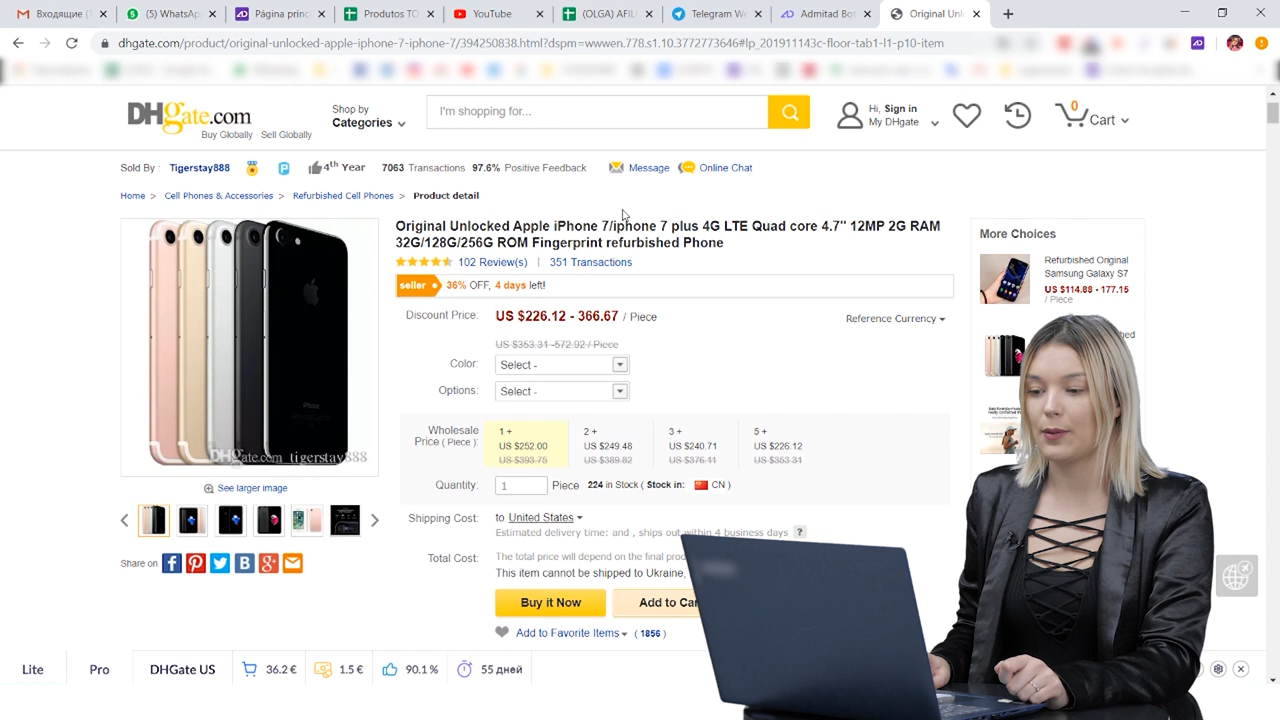 Входящие (1
(5) WhatsAp
Página princ
Produtos TO
YouTube
(OLGA) AFIL
Telegram We
Admitad Bot
Original Unl
dhgate.com/product/original-unlocked-apple-iphone-7-iphone-7/394250838.html?dspm=wwwen.778.s1.10.3772773646#lp_201911143c-floor-tab1-l1-p10-item
DHgate.com
Buy Globally Sell Globally
Shop by
Categories
I'm shopping for...
Hi, Sign in
My DHgate
0
Cart
Sold By : Tigerstay888 P 4th Year 7063 Transactions 97.6% Positive Feedback Message Online Chat
Home > Cell Phones & Accessories > Refurbished Cell Phones > Product detail
Original Unlocked Apple iPhone 7/iphone 7 plus 4G LTE Quad core 4.7" 12MP 2G RAM
32G/128G/256G ROM Fingerprint refurbished Phone
102 Review(s) | 351 Transactions
seller 36% OFF, 4 days left!
Discount Price: US $226.12 - 366.67 / Piece
Reference Currency
US $353.31 -572.92 / Piece
Color: Select -
Options: Select -
Wholesale
Price ( Piece ):
1 + 2 + 3 + 5 +
US $252.00 US $249.48 US $240.71 US $226.12
US $393.75 US $389.82 US $376.11 US $353.31
Quantity: 1 Piece 224 in Stock ( Stock in: CN )
Shipping Cost: to United States
Estimated delivery time: and , ships out within 4 business days ?
Total Cost: The total price will depend on the final prod
This item cannot be shipped to Ukraine,
Buy it Now
Add to Car
Add to Favorite Items ( 1856 )
iPhone
DHgate.com_tigerstay888
See larger image
Share on
More Choices
Refurbished Original
Samsung Galaxy S7
US $114.88 - 177.15
/ Piece
Lite Pro DHGate US 36.2 € 1.5 € 90.1 % 55 дней